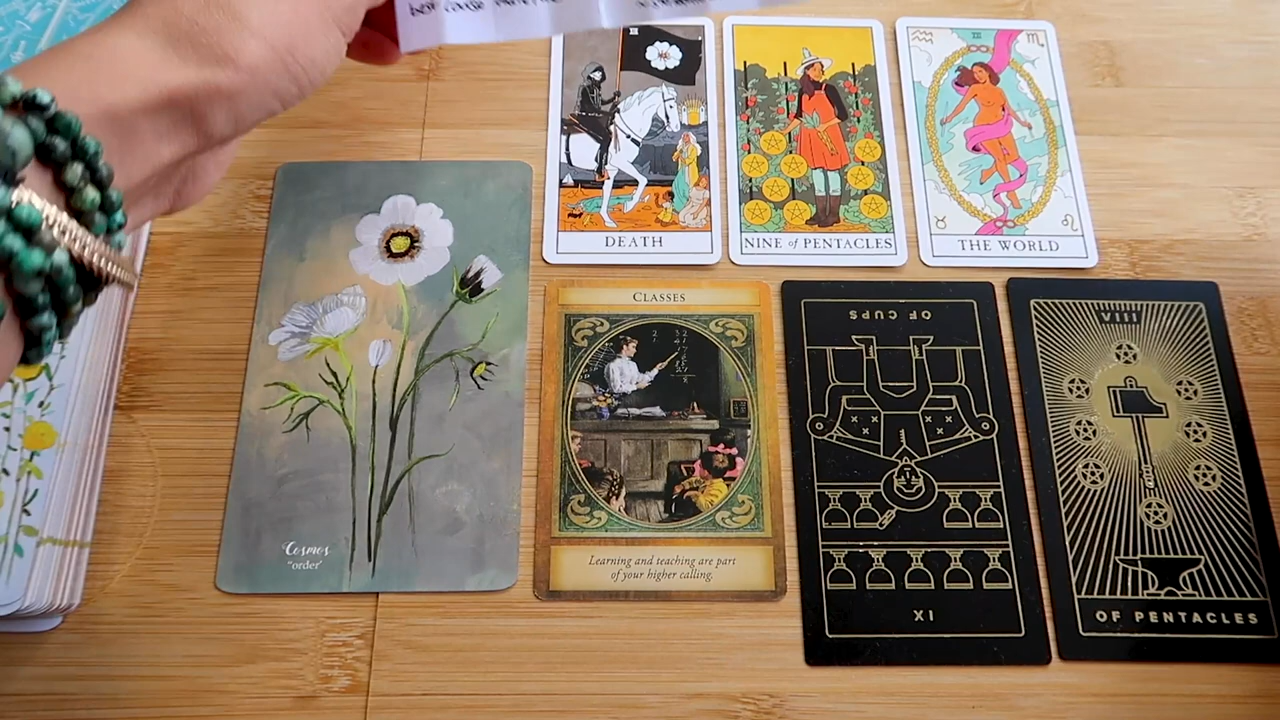 DEATH
NINE of PENTACLES
THE WORLD
Cosmos
"order"
CLASSES
Learning and teaching are part
of your higher calling.
IX
OF CUPS
VIII
OF PENTACLES